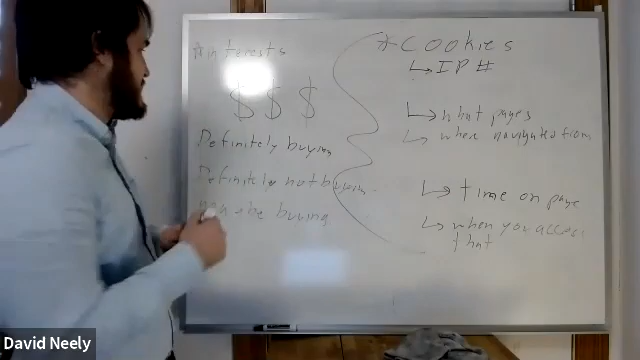 *interests
$ $ $
Definitely buying
Definitely not buying
Maybe buying
*cookies
↳ IP #
↳ what pages
↳ where navigated from
↳ time on page
↳ when you access
that
David Neely